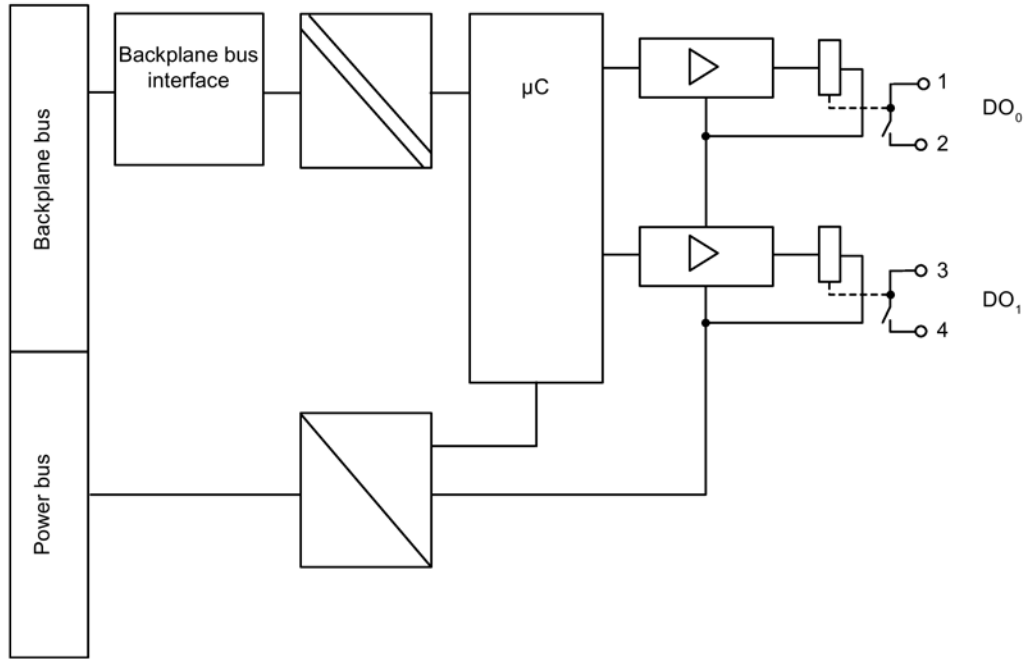 Backplane bus
Backplane bus
interface
µC
1
DO₀
2
3
DO₁
4
Power bus